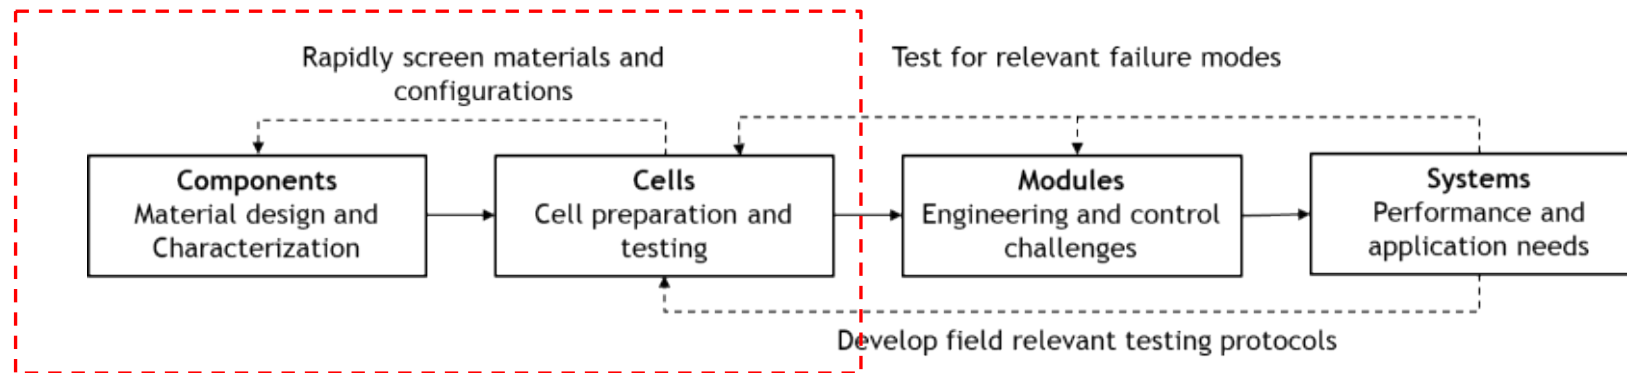 Rapidly screen materials and
configurations
Test for relevant failure modes
Components
Material design and
Characterization
Cells
Cell preparation and
testing
Modules
Engineering and control
challenges
Systems
Performance and
application needs
Develop field relevant testing protocols